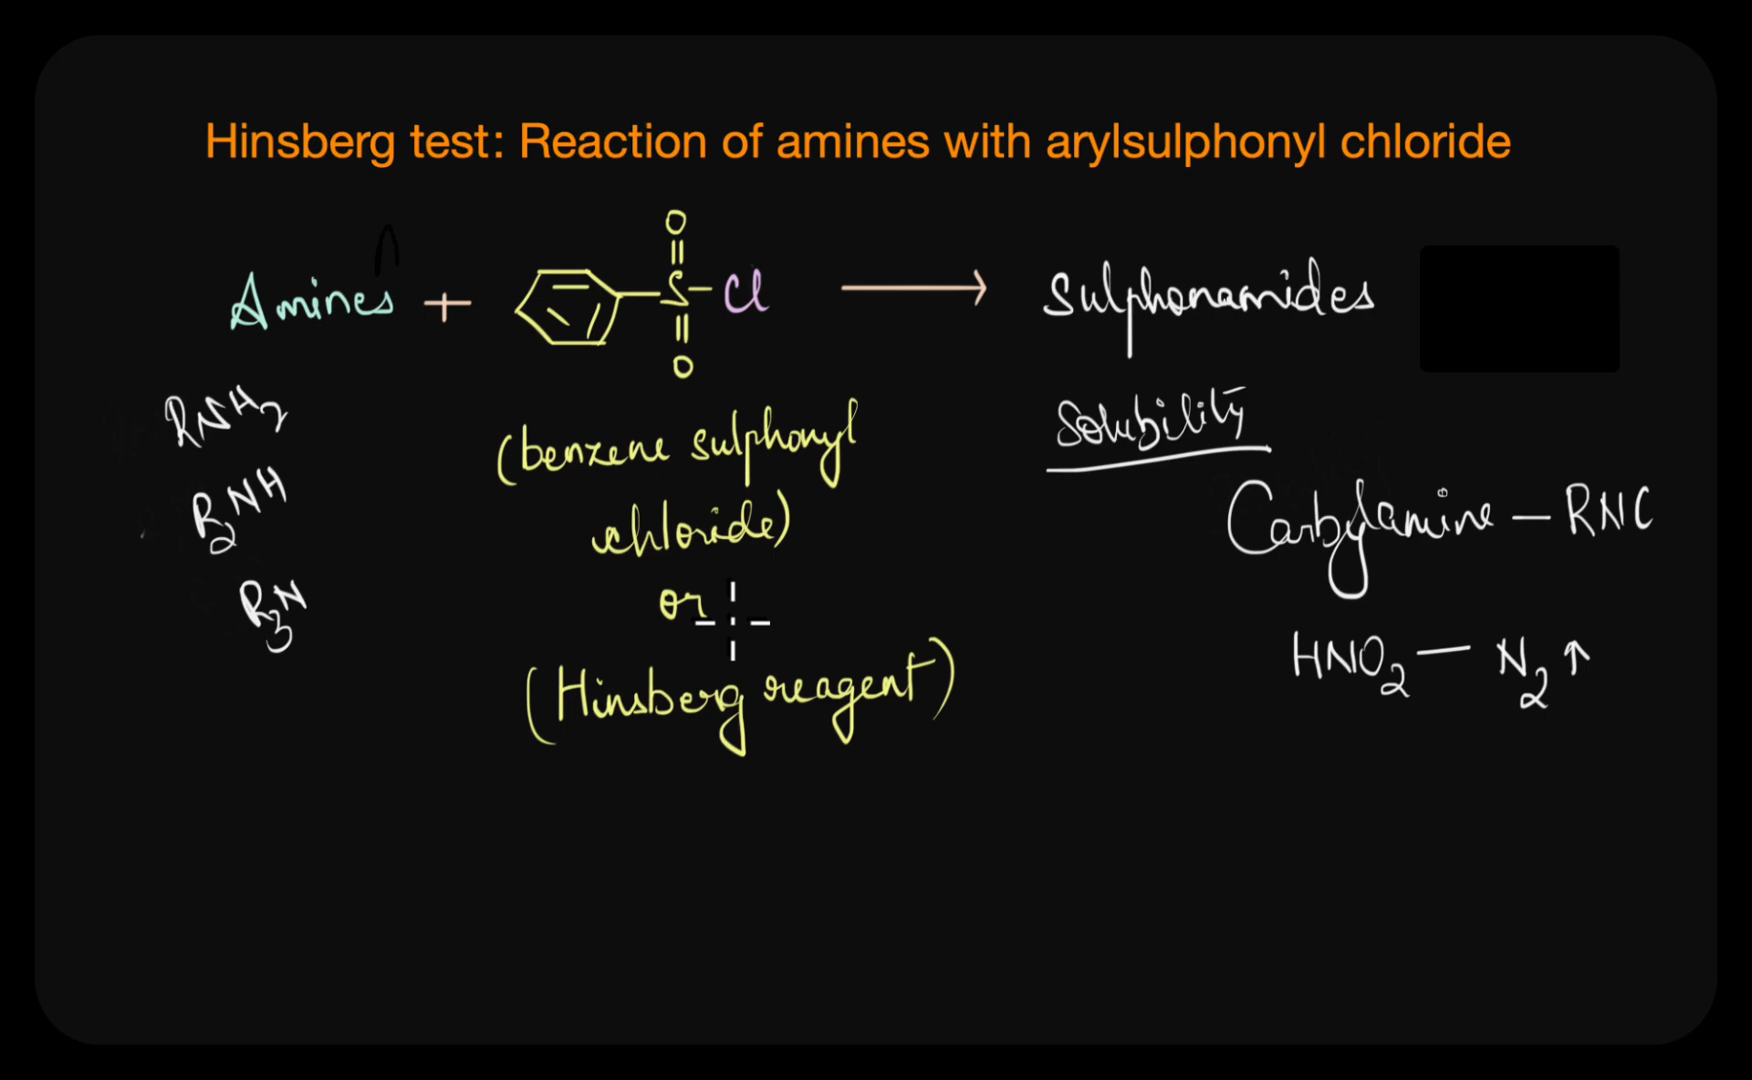 Hinsberg test: Reaction of amines with arylsulphonyl chloride
Amines + S O O Cl ⟶ Sulphonamides
RNH2
R2NH
R3N
(benzene sulphonyl
chloride)
or
(Hinsberg reagent)
Solubility
Carbylamine – RNC
HNO2 — N2 ↑